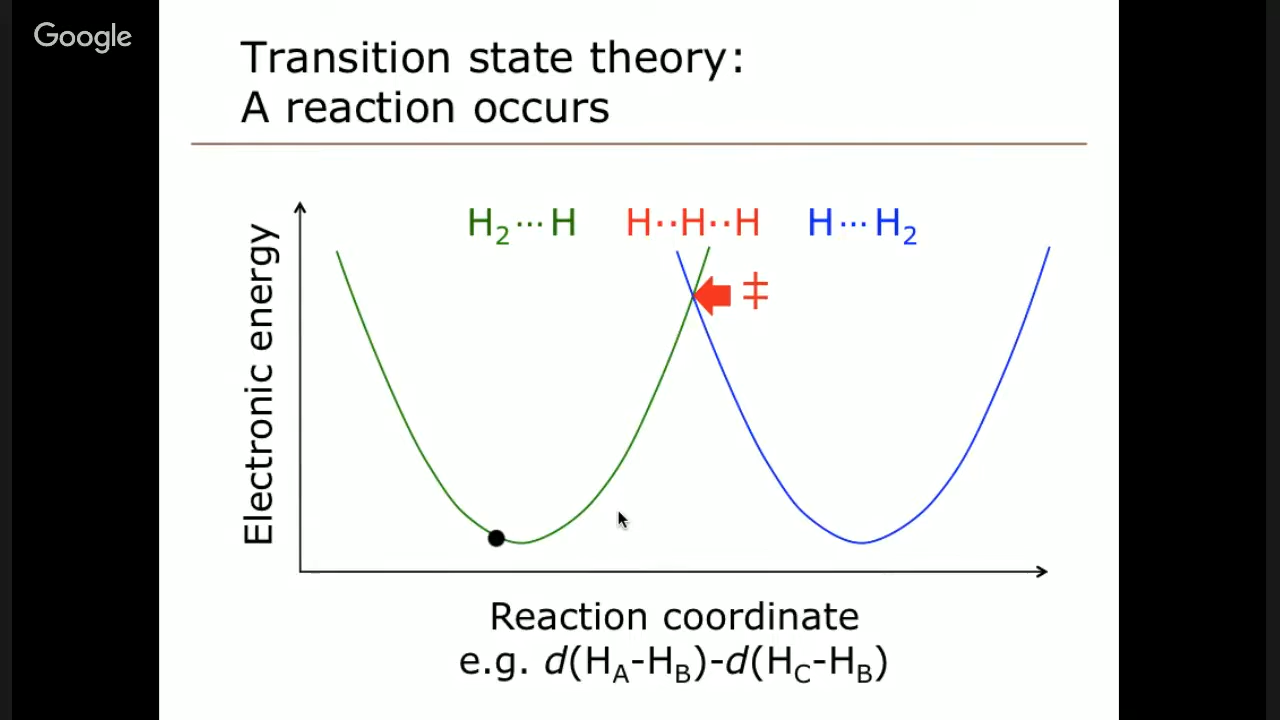 Google
Transition state theory:
A reaction occurs
H₂···H
H··H··H
H···H₂
‡
Electronic energy
Reaction coordinate
e.g. d(H_A-H_B)-d(H_C-H_B)